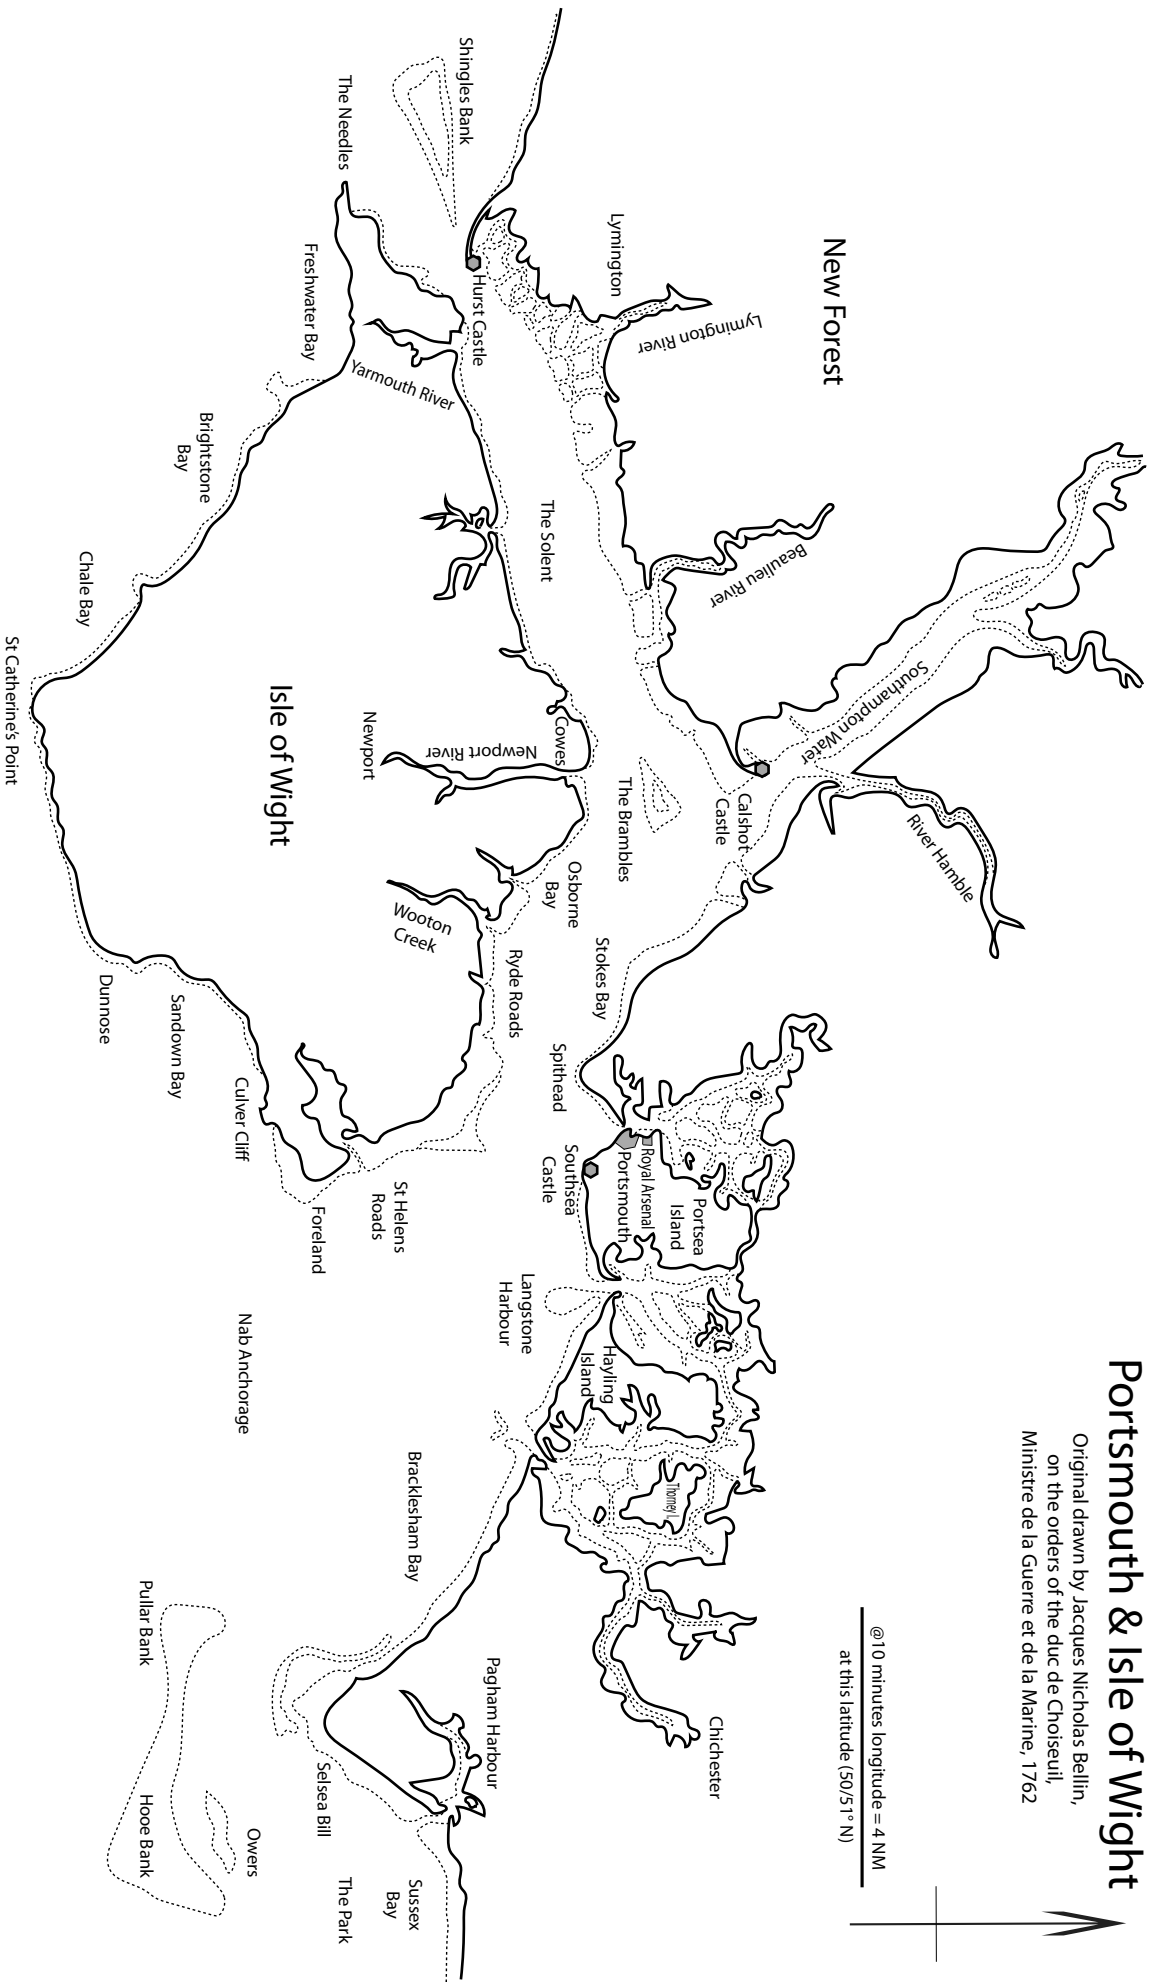 Portsmouth & Isle of Wight
Original drawn by Jacques Nicholas Bellin,
on the orders of the duc de Choiseuil,
Ministre de la Guerre et de la Marine, 1762
@10 minutes longitude = 4 NM
at this latitude (50/51° N)
New Forest
Lymington
Lymington River
Beaulieu River
Southampton Water
River Hamble
Calshot
Castle
Shingles Bank
The Needles
Hurst Castle
Freshwater Bay
Yarmouth River
The Solent
Brightstone
Bay
Chale Bay
St Catherine's Point
Isle of Wight
Newport
Newport River
Cowes
The Brambles
Osborne
Bay
Wooton
Creek
Ryde Roads
Stokes Bay
Spithead
Dunnose
Sandown Bay
Culver Cliff
Foreland
St Helens
Roads
Southsea
Castle
Portsmouth
Royal Arsenal
Portsea
Island
Langstone
Harbour
Hayling
Island
Thorney I.
Chichester
Nab Anchorage
Bracklesham Bay
Pagham Harbour
Selsea Bill
Pullar Bank
Hooe Bank
Owers
The Park
Sussex
Bay